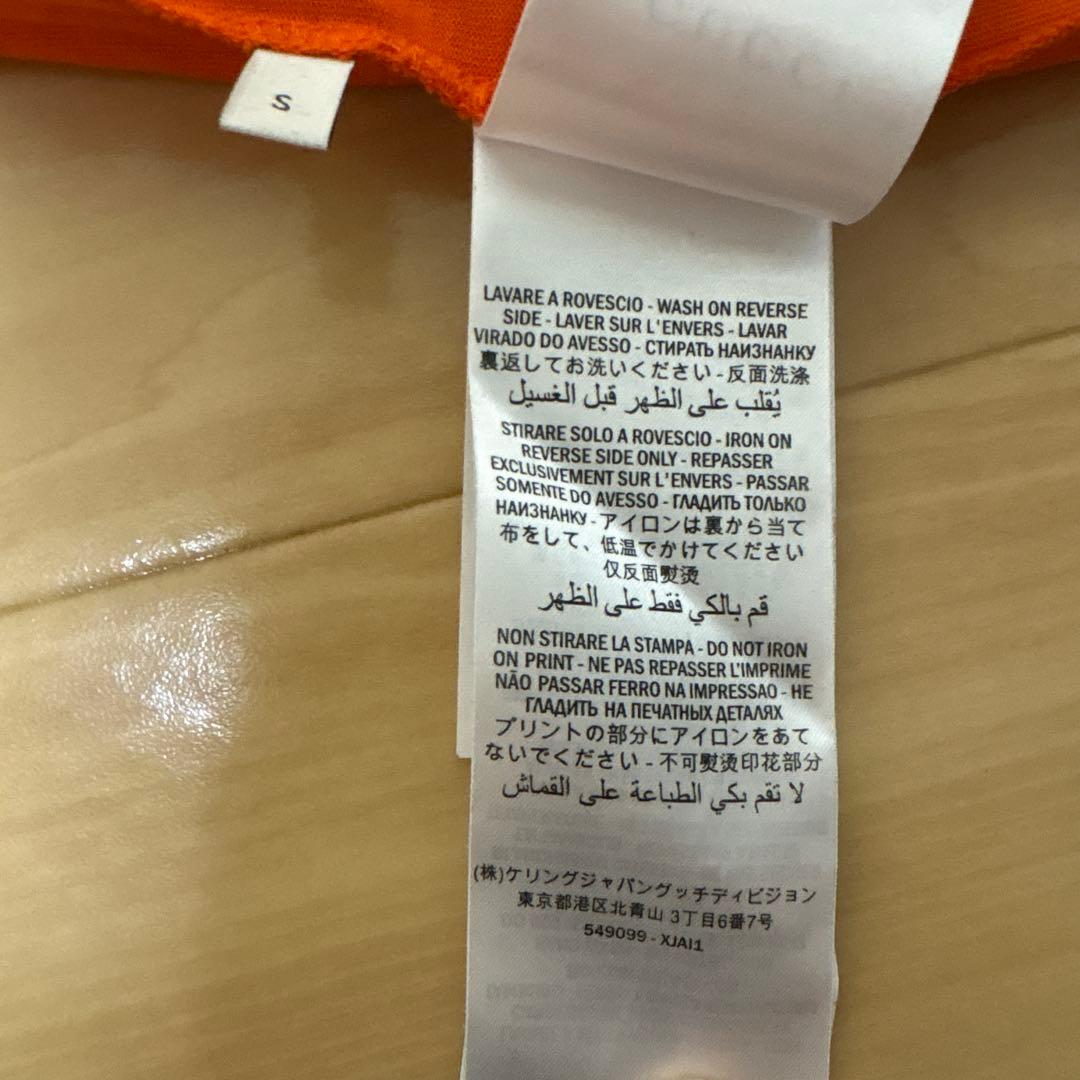 S
LAVARE A ROVESCIO - WASH ON REVERSE
SIDE - LAVER SUR L'ENVERS - LAVAR
VIRADO DO AVESSO - СТИРАТЬ НАИЗНАНКУ
裏返してお洗いください - 反面洗涤
يُقلب على الظهر قبل الغسيل
STIRARE SOLO A ROVESCIO - IRON ON
REVERSE SIDE ONLY - REPASSER
EXCLUSIVEMENT SUR L'ENVERS - PASSAR
SOMENTE DO AVESSO - ГЛАДИТЬ ТОЛЬКО
НАИЗНАНКУ - アイロンは裏から当て
布をして、低温でかけてください
仅反面熨烫
قم بالكي فقط على الظهر
NON STIRARE LA STAMPA - DO NOT IRON
ON PRINT - NE PAS REPASSER L'IMPRIME
NÃO PASSAR FERRO NA IMPRESSAO - НЕ
ГЛАДИТЬ НА ПЕЧАТНЫХ ДЕТАЛЯХ
プリントの部分にアイロンをあて
ないでください - 不可熨烫印花部分
لا تقم بكي الطباعة على القماش
(株)ケリングジャパングッチディビジョン
東京都港区北青山 3丁目6番7号
549099 - XJAI1